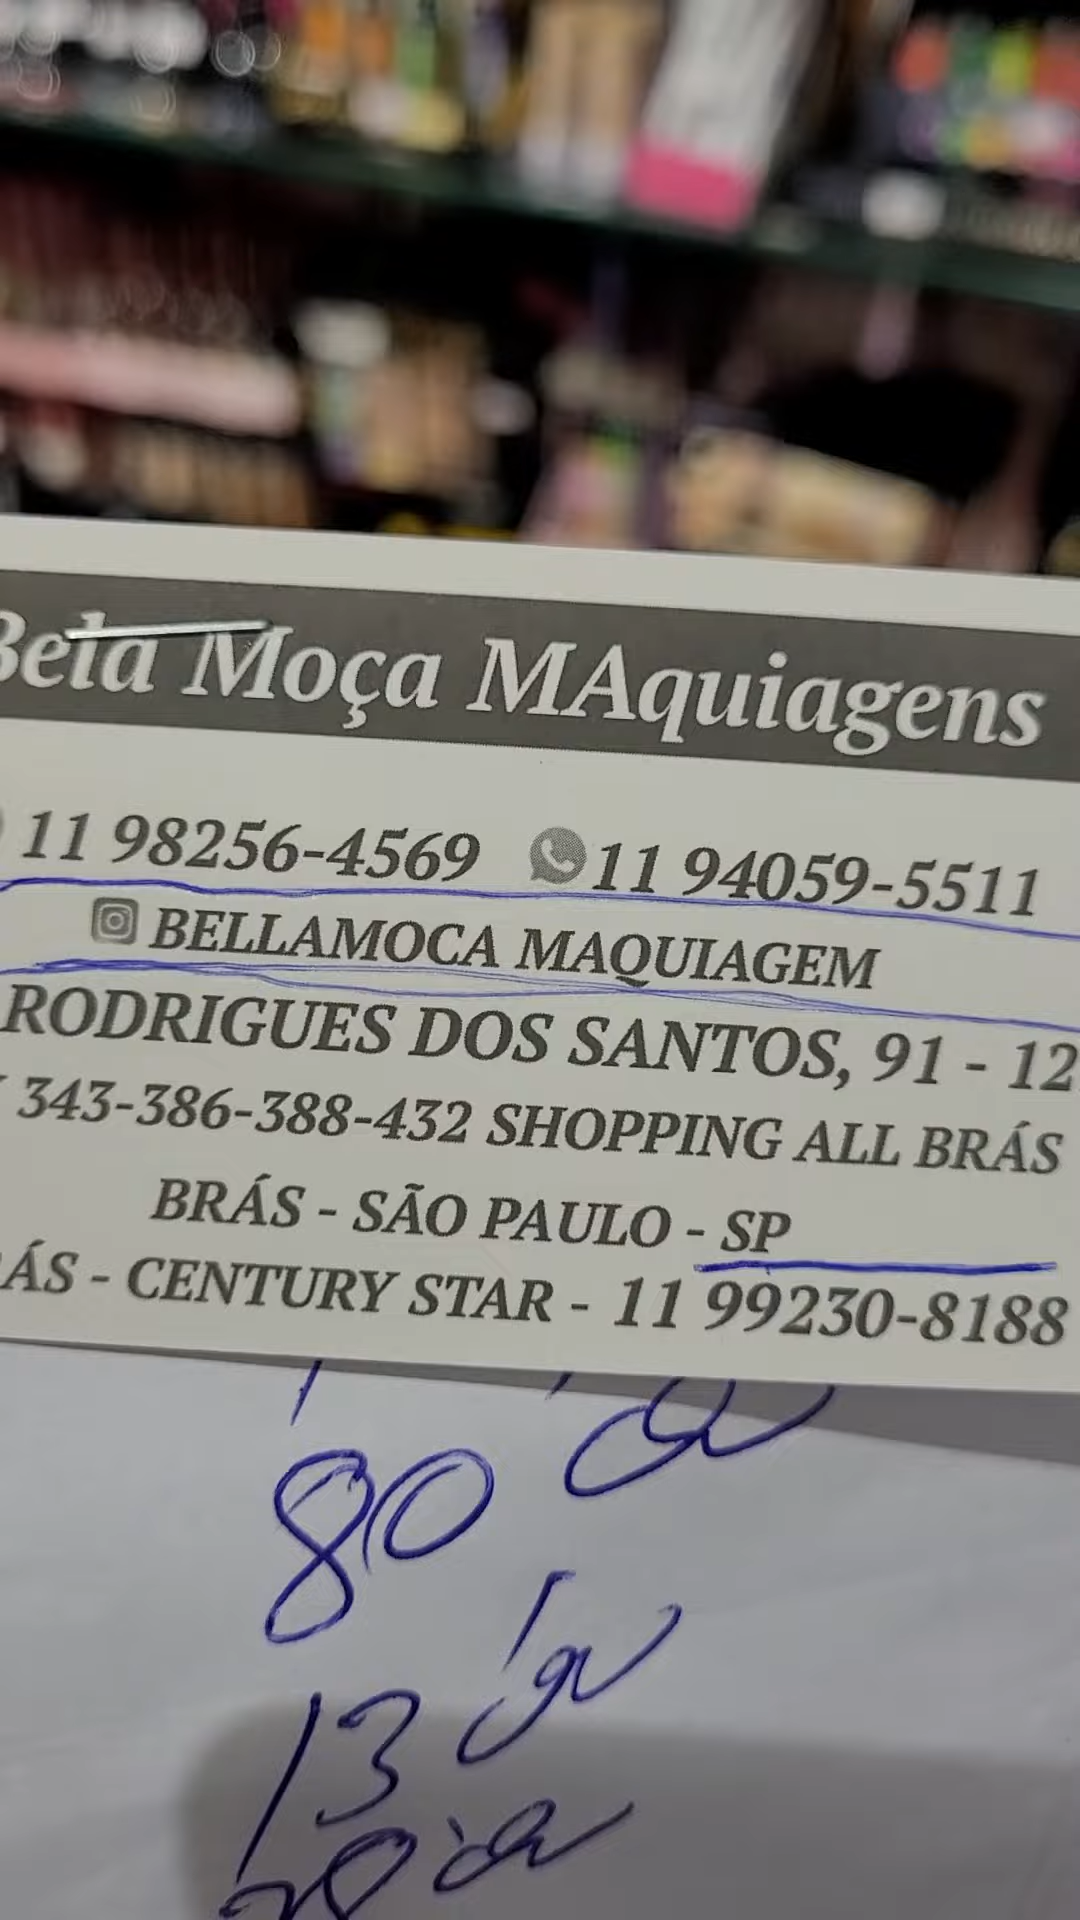 Bela Moça MAquiagens
11 98256-4569 11 94059-5511
BELLAMOCA MAQUIAGEM
RODRIGUES DOS SANTOS, 91 - 12
343-386-388-432 SHOPPING ALL BRÁS
BRÁS - SÃO PAULO - SP
ÁS - CENTURY STAR - 11 99230-8188
80
13